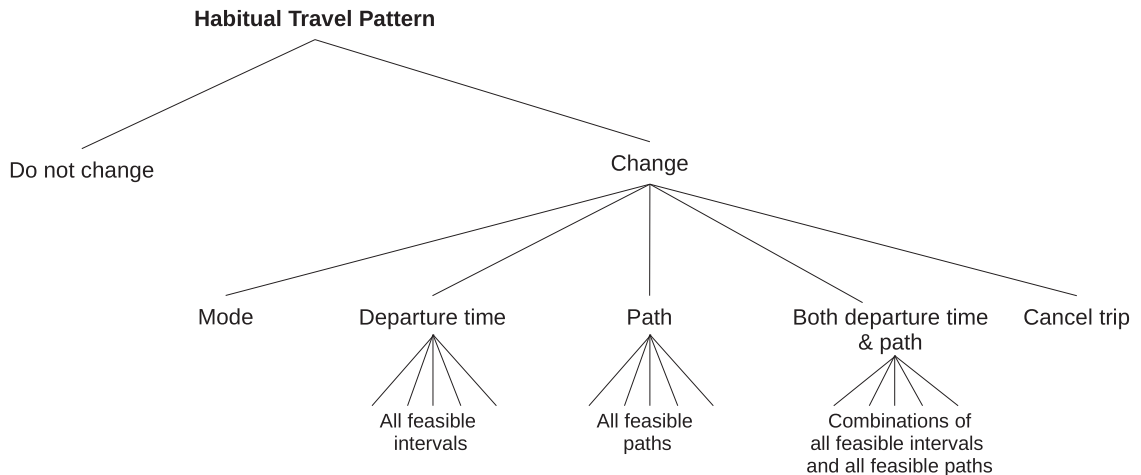 Habitual Travel Pattern
Do not change
Change
Mode
Departure time
Path
Both departure time
& path
Cancel trip
All feasible
intervals
All feasible
paths
Combinations of
all feasible intervals
and all feasible paths